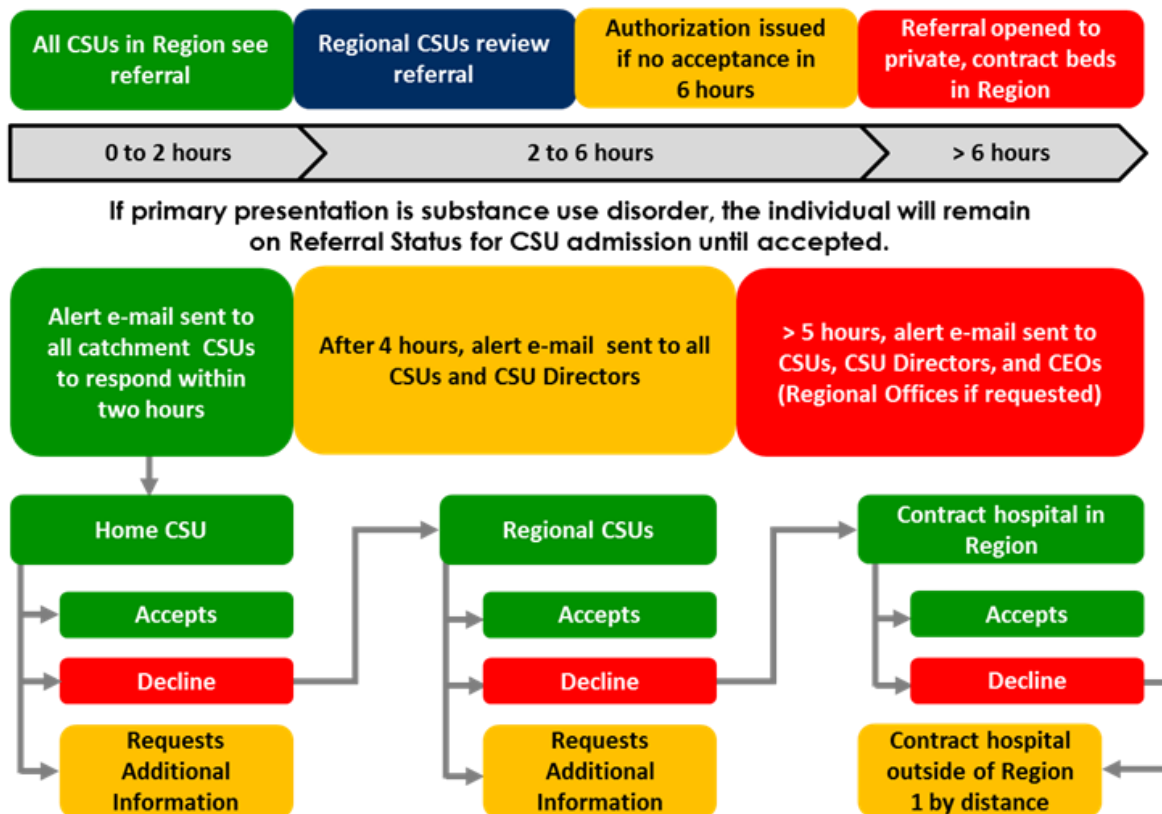 All CSUs in Region see
referral
Regional CSUs review
referral
Authorization issued
if no acceptance in
6 hours
Referral opened to
private, contract beds
in Region
0 to 2 hours
2 to 6 hours
> 6 hours
If primary presentation is substance use disorder, the individual will remain
on Referral Status for CSU admission until accepted.
Alert e-mail sent to
all catchment CSUs
to respond within
two hours
After 4 hours, alert e-mail sent to all
CSUs and CSU Directors
> 5 hours, alert e-mail sent to
CSUs, CSU Directors, and CEOs
(Regional Offices if requested)
Home CSU
Accepts
Decline
Requests
Additional
Information
Regional CSUs
Accepts
Decline
Requests
Additional
Information
Contract hospital in
Region
Accepts
Decline
Contract hospital
outside of Region
1 by distance